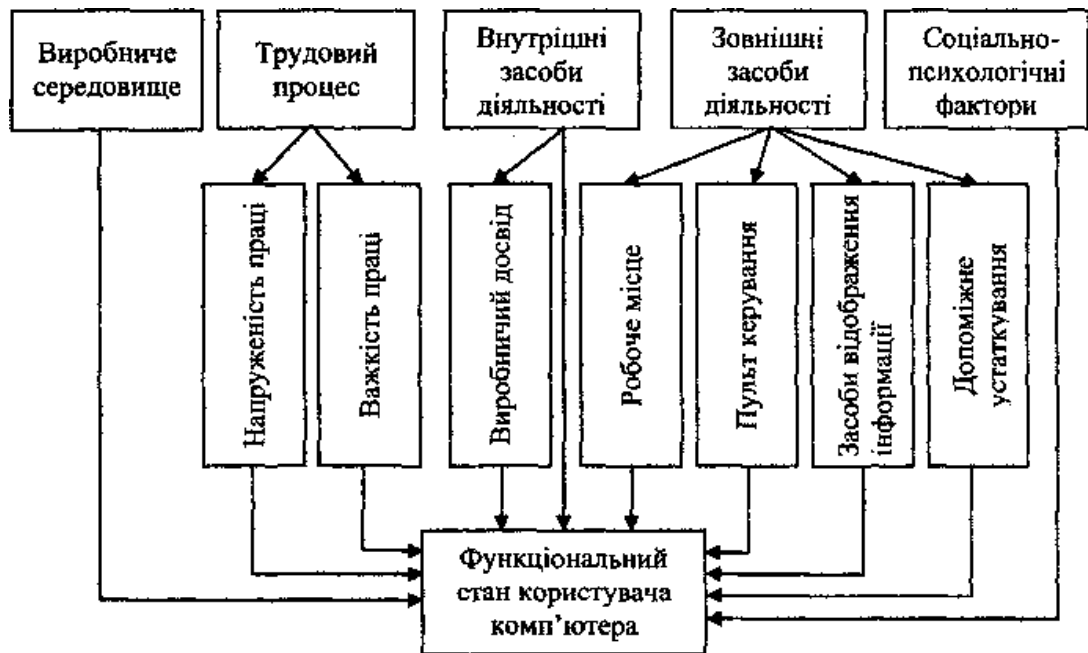 Виробниче
середовище
Трудовий
процес
Внутрішні
засоби
діяльності
Зовнішні
засоби
діяльності
Соціально-
психологічні
фактори
Напруженість праці
Важкість праці
Виробничий досвід
Робоче місце
Пульт керування
Засоби відображення
інформації
Допоміжне
устаткування
Функціональний
стан користувача
комп’ютера